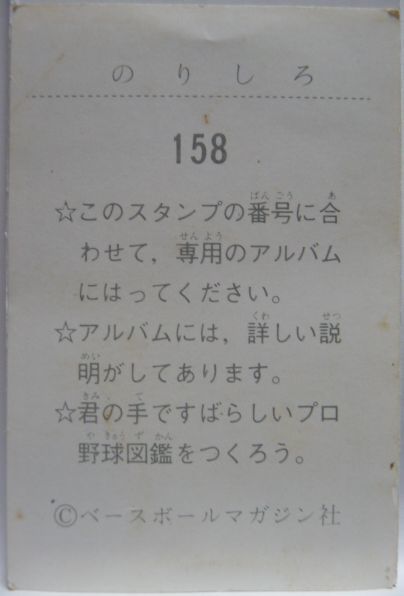 のりしろ
158
☆このスタンプの番号に合
わせて，専用のアルバム
にはってください。
☆アルバムには，詳しい説
明がしてあります。
☆君の手ですばらしいプロ
野球図鑑をつくろう。
©ベースボールマガジン社